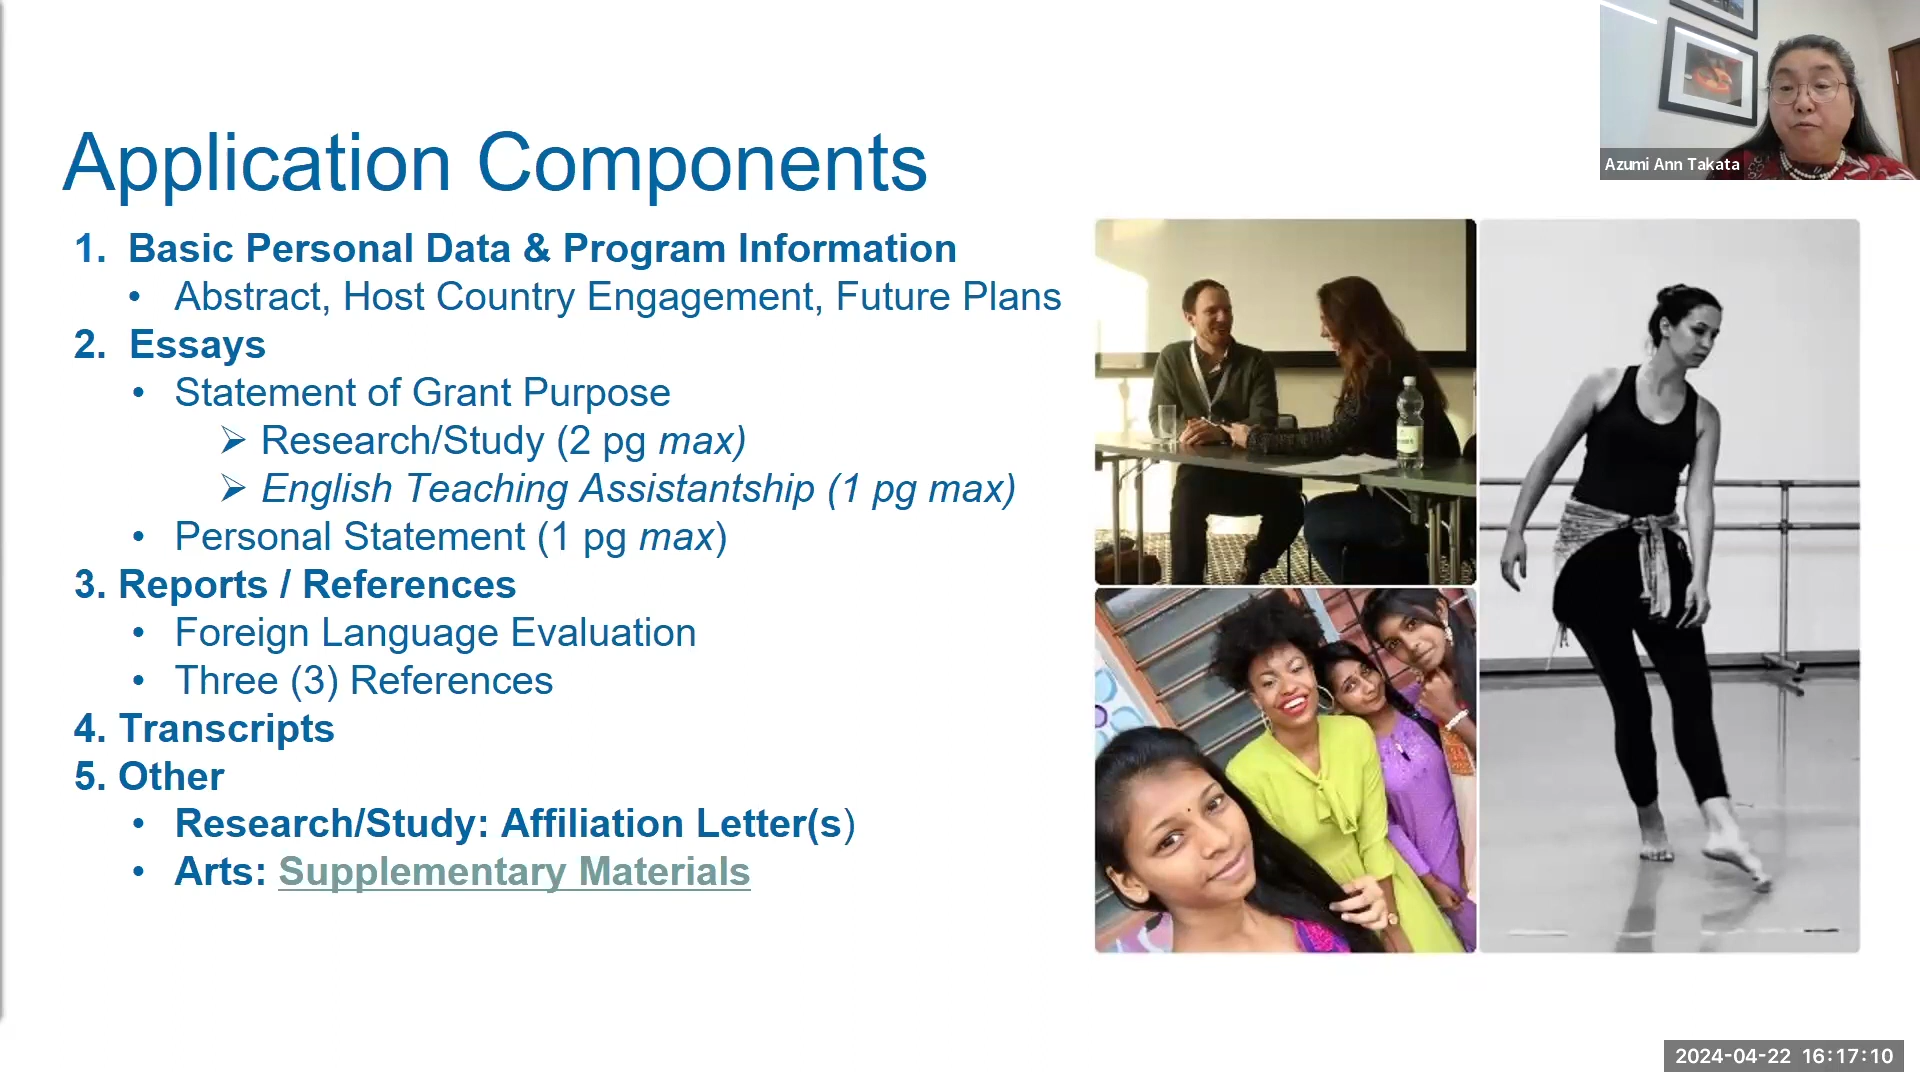 Azumi Ann Takata
Application Components
1. Basic Personal Data & Program Information
• Abstract, Host Country Engagement, Future Plans
2. Essays
• Statement of Grant Purpose
➢ Research/Study (2 pg max)
➢ English Teaching Assistantship (1 pg max)
• Personal Statement (1 pg max)
3. Reports / References
• Foreign Language Evaluation
• Three (3) References
4. Transcripts
5. Other
• Research/Study: Affiliation Letter(s)
• Arts: Supplementary Materials
2024-04-22 16:17:10